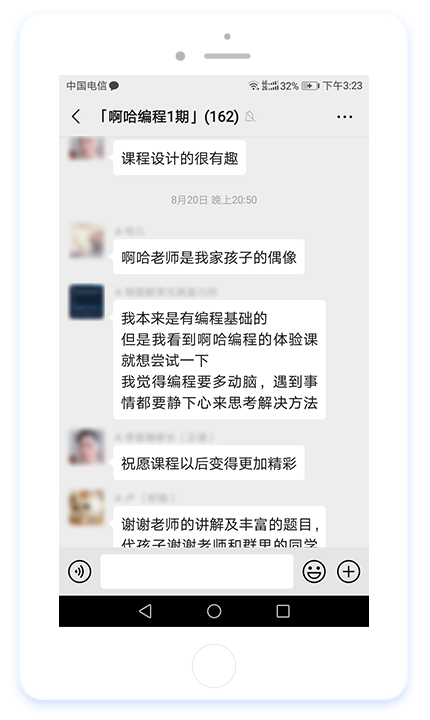 中国电信 32% 下午3:23
「啊哈编程1期」(162)
课程设计的很有趣
8月20日 晚上20:50
啊哈老师是我家孩子的偶像
我本来是有编程基础的
但是我看到啊哈编程的体验课
就想尝试一下
我觉得编程要多动脑，遇到事
情都要静下心来思考解决方法
祝愿课程以后变得更加精彩
谢谢老师的讲解及丰富的题目，
代孩子谢谢老师和群里的同学